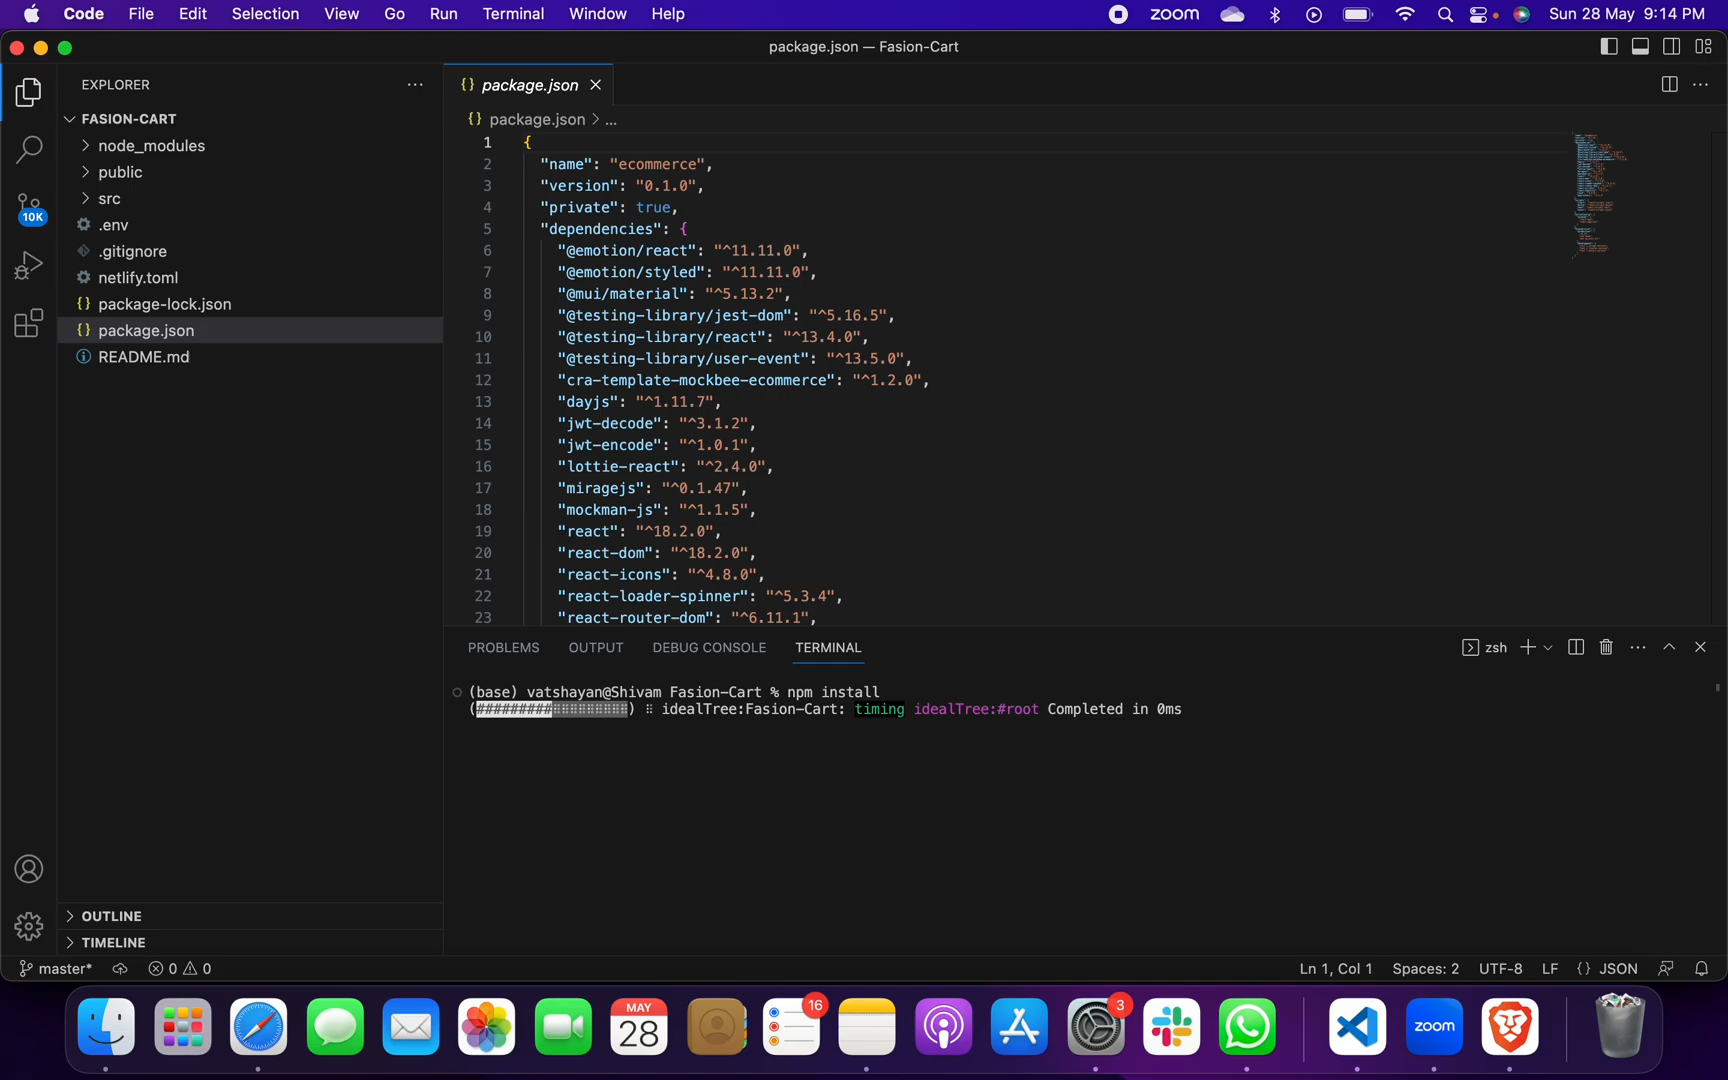 Code File Edit Selection View Go Run Terminal Window Help zoom Sun 28 May 9:14 PM
package.json — Fasion-Cart
EXPLORER
FASION-CART
node_modules
public
src
.env
.gitignore
netlify.toml
{} package-lock.json
{} package.json
README.md
10K
OUTLINE
TIMELINE
{} package.json
{} package.json > ...
1 {
2 "name": "ecommerce",
3 "version": "0.1.0",
4 "private": true,
5 "dependencies": {
6 "@emotion/react": "^11.11.0",
7 "@emotion/styled": "^11.11.0",
8 "@mui/material": "^5.13.2",
9 "@testing-library/jest-dom": "^5.16.5",
10 "@testing-library/react": "^13.4.0",
11 "@testing-library/user-event": "^13.5.0",
12 "cra-template-mockbee-ecommerce": "^1.2.0",
13 "dayjs": "^1.11.7",
14 "jwt-decode": "^3.1.2",
15 "jwt-encode": "^1.0.1",
16 "lottie-react": "^2.4.0",
17 "miragejs": "^0.1.47",
18 "mockman-js": "^1.1.5",
19 "react": "^18.2.0",
20 "react-dom": "^18.2.0",
21 "react-icons": "^4.8.0",
22 "react-loader-spinner": "^5.3.4",
23 "react-router-dom": "^6.11.1",
PROBLEMS OUTPUT DEBUG CONSOLE TERMINAL zsh
(base) vatshayan@Shivam Fasion-Cart % npm install
(#########⠿⠿⠿⠿⠿⠿⠿⠿⠿) ⠿ idealTree:Fasion-Cart: timing idealTree:#root Completed in 0ms
master* 0 0 Ln 1, Col 1 Spaces: 2 UTF-8 LF {} JSON
MAY
28
16
3
zoom